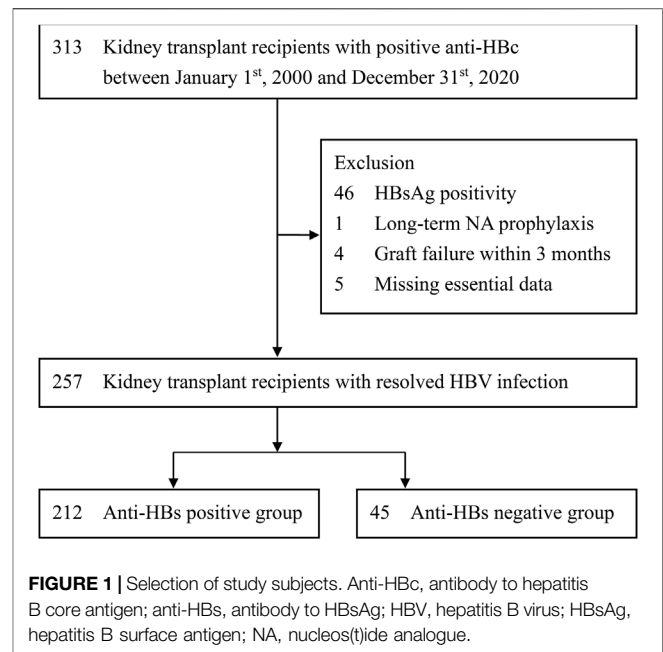 313 Kidney transplant recipients with positive anti-HBc
between January 1st, 2000 and December 31st, 2020
Exclusion
46 HBsAg positivity
1 Long-term NA prophylaxis
4 Graft failure within 3 months
5 Missing essential data
257 Kidney transplant recipients with resolved HBV infection
212 Anti-HBs positive group
45 Anti-HBs negative group
FIGURE 1 | Selection of study subjects. Anti-HBc, antibody to hepatitis
B core antigen; anti-HBs, antibody to HBsAg; HBV, hepatitis B virus; HBsAg,
hepatitis B surface antigen; NA, nucleos(t)ide analogue.